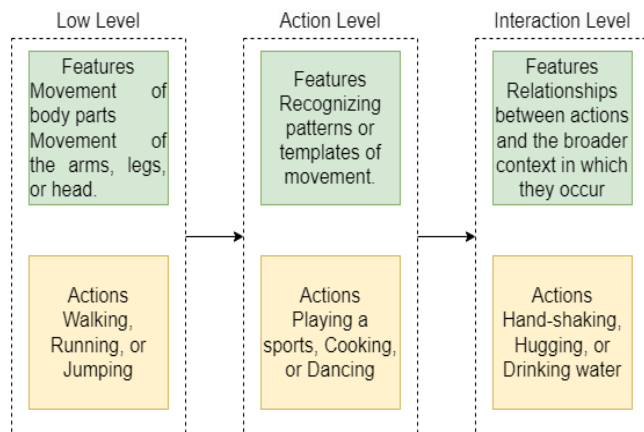 Low Level
Features
Movement of
body parts
Movement of
the arms, legs,
or head.
Actions
Walking,
Running, or
Jumping
Action Level
Features
Recognizing
patterns or
templates of
movement.
Actions
Playing a
sports, Cooking,
or Dancing
Interaction Level
Features
Relationships
between actions
and the broader
context in which
they occur
Actions
Hand-shaking,
Hugging, or
Drinking water